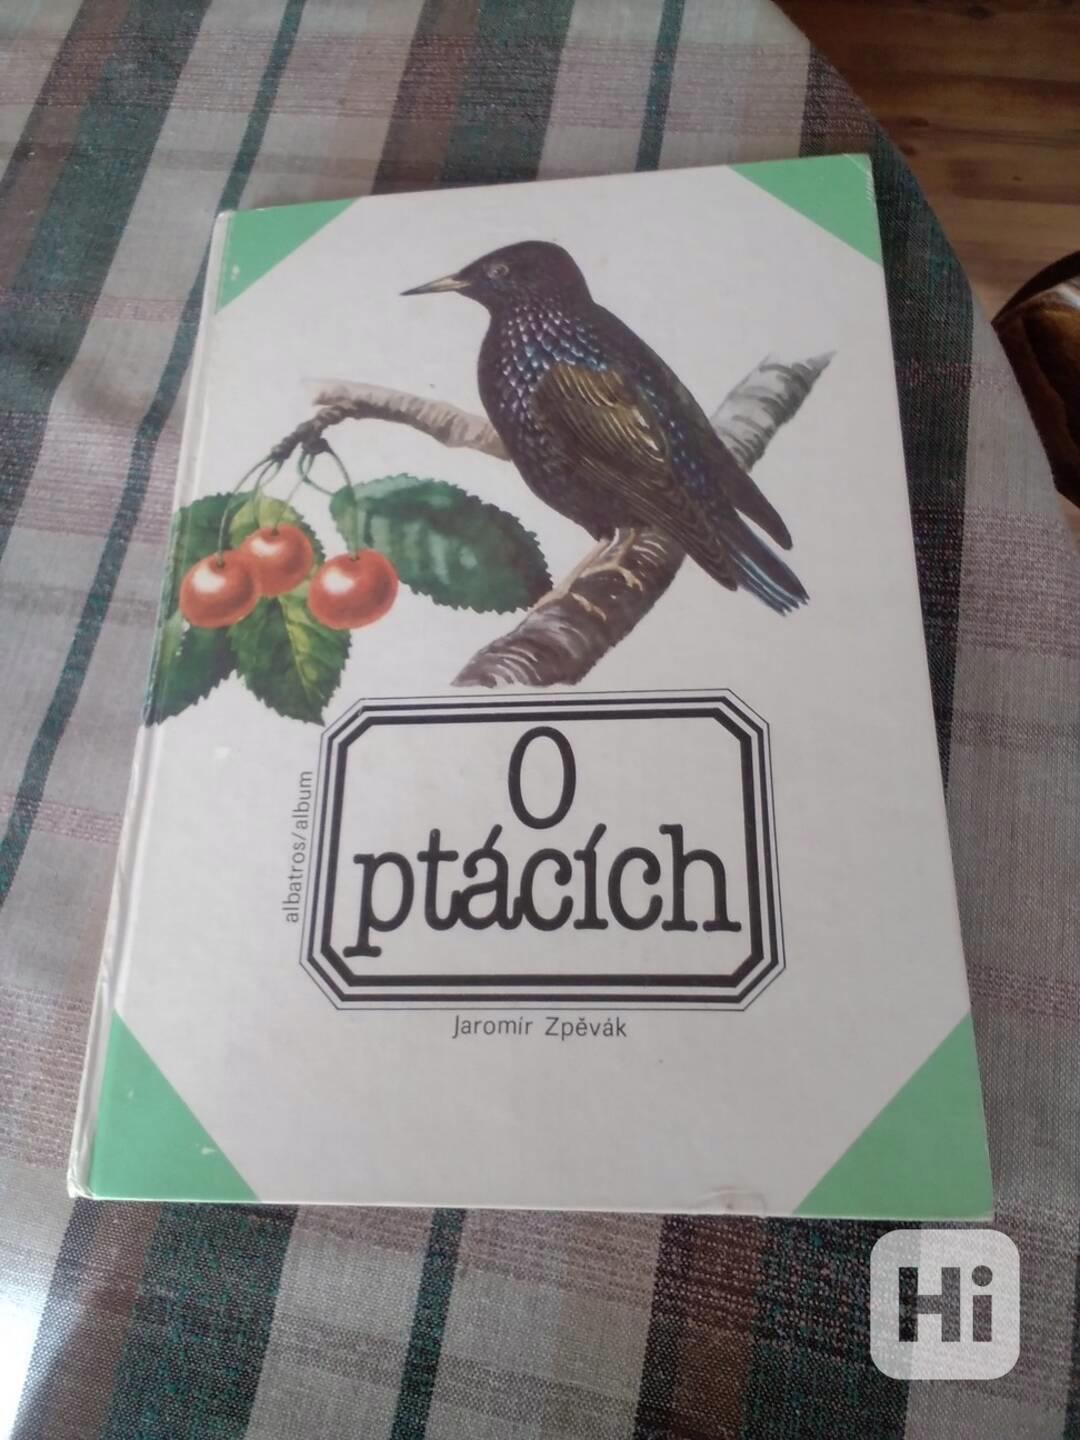 O
ptácích
albatros/album
Jaromír Zpěvák
Hi